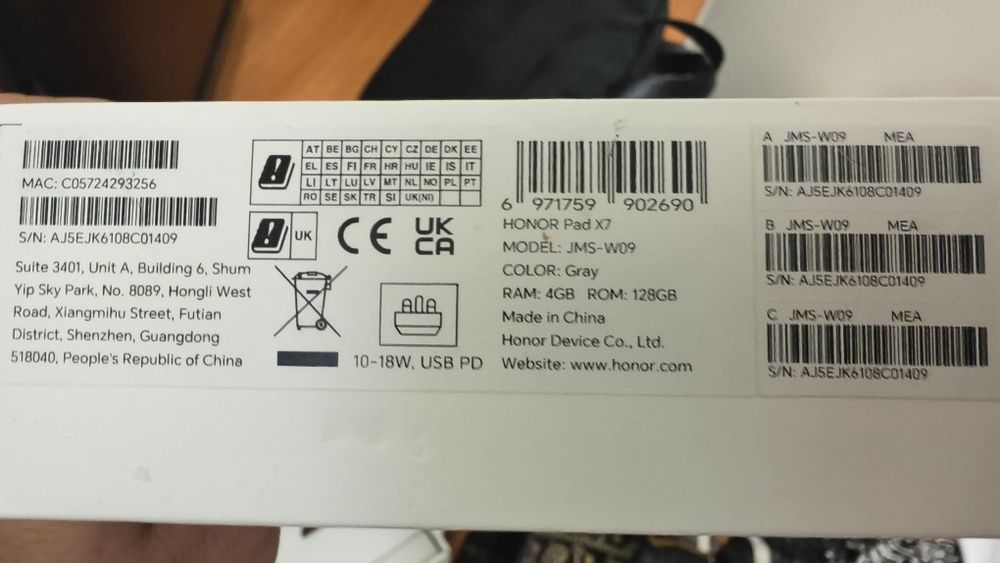 MAC: C05724293256
S/N: AJ5EJK6108C01409
Suite 3401, Unit A, Building 6, Shum
Yip Sky Park, No. 8089, Hongli West
Road, Xiangmihu Street, Futian
District, Shenzhen, Guangdong
518040, People's Republic of China
AT BE BG CH CY CZ DE DK EE
EL ES FI FR HR HU IE IS IT
LI LT LU LV MT NL NO PL PT
RO SE SK TR SI UK(NI)
UK
CE
UK
CA
10-18W, USB PD
6 971759 902690
HONOR Pad X7
MODEL: JMS-W09
COLOR: Gray
RAM: 4GB ROM: 128GB
Made in China
Honor Device Co., Ltd.
Website: www.honor.com
A JMS-W09 MEA
S/N: AJ5EJK6108C01409
B JMS-W09 MEA
S/N: AJ5EJK6108C01409
C JMS-W09 MEA
S/N: AJ5EJK6108C01409